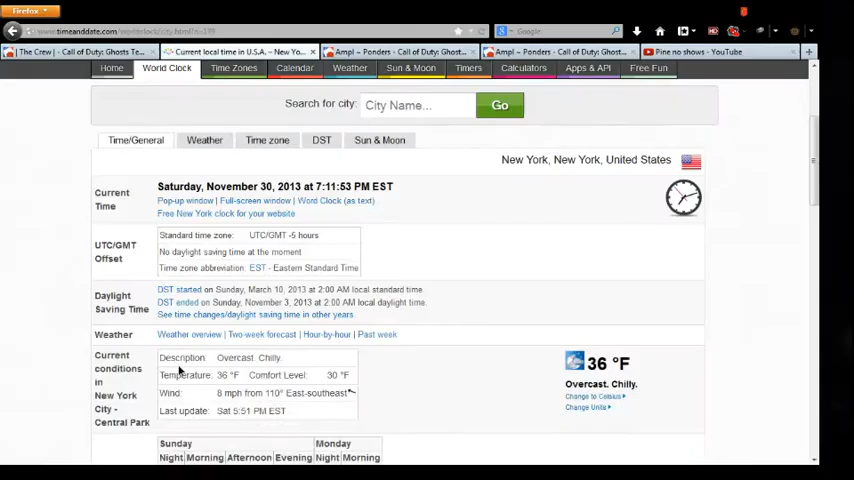 Firefox
www.timeanddate.com/worldclock/city.html?n=179
Google
| The Crew | - Call of Duty: Ghosts Te...
Current local time in U.S.A. – New Yo...
Ampl ~ Ponders - Call of Duty: Ghost...
Ampl ~ Ponders - Call of Duty: Ghost...
Pine no shows - YouTube
Home
World Clock
Time Zones
Calendar
Weather
Sun & Moon
Timers
Calculators
Apps & API
Free Fun
Search for city: City Name... Go
Time/General
Weather
Time zone
DST
Sun & Moon
New York, New York, United States
Current Time
Saturday, November 30, 2013 at 7:11:53 PM EST
Pop-up window | Full-screen window | Word Clock (as text)
Free New York clock for your website
UTC/GMT Offset
Standard time zone: UTC/GMT -5 hours
No daylight saving time at the moment
Time zone abbreviation: EST - Eastern Standard Time
Daylight Saving Time
DST started on Sunday, March 10, 2013 at 2:00 AM local standard time.
DST ended on Sunday, November 3, 2013 at 2:00 AM local daylight time.
See time changes/daylight saving time in other years
Weather
Weather overview | Two-week forecast | Hour-by-hour | Past week
Current conditions in New York City - Central Park
Description: Overcast. Chilly.
Temperature: 36 °F Comfort Level: 30 °F
Wind: 8 mph from 110° East-southeast
Last update: Sat 5:51 PM EST
36 °F
Overcast. Chilly.
Change to Celsius
Change Units
Sunday Monday
Night Morning Afternoon Evening Night Morning